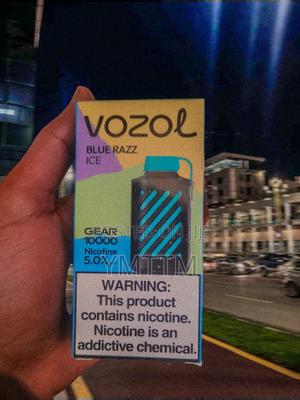 VOZOL
BLUE RAZZ
ICE
GEAR
10000
Nicotine
5.0%
YMTTM
WARNING:
This product
contains nicotine.
Nicotine is an
addictive chemical.